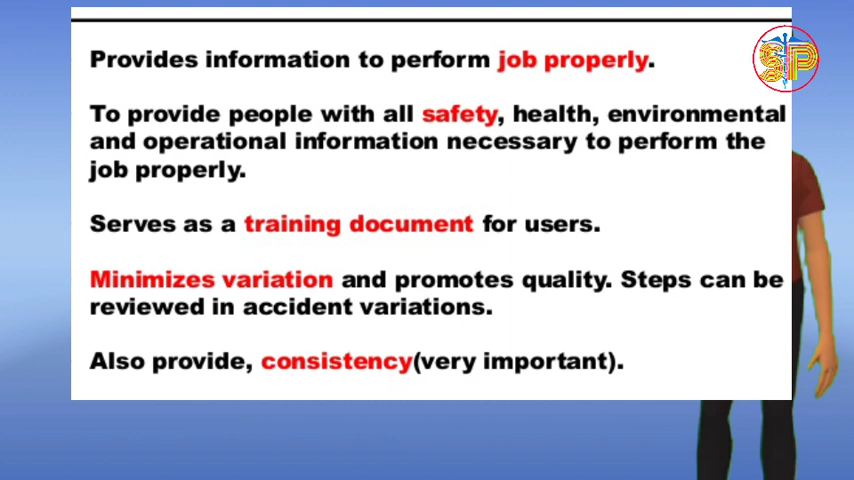 Provides information to perform job properly.
To provide people with all safety, health, environmental
and operational information necessary to perform the
job properly.
Serves as a training document for users.
Minimizes variation and promotes quality. Steps can be
reviewed in accident variations.
Also provide, consistency(very important).
SP